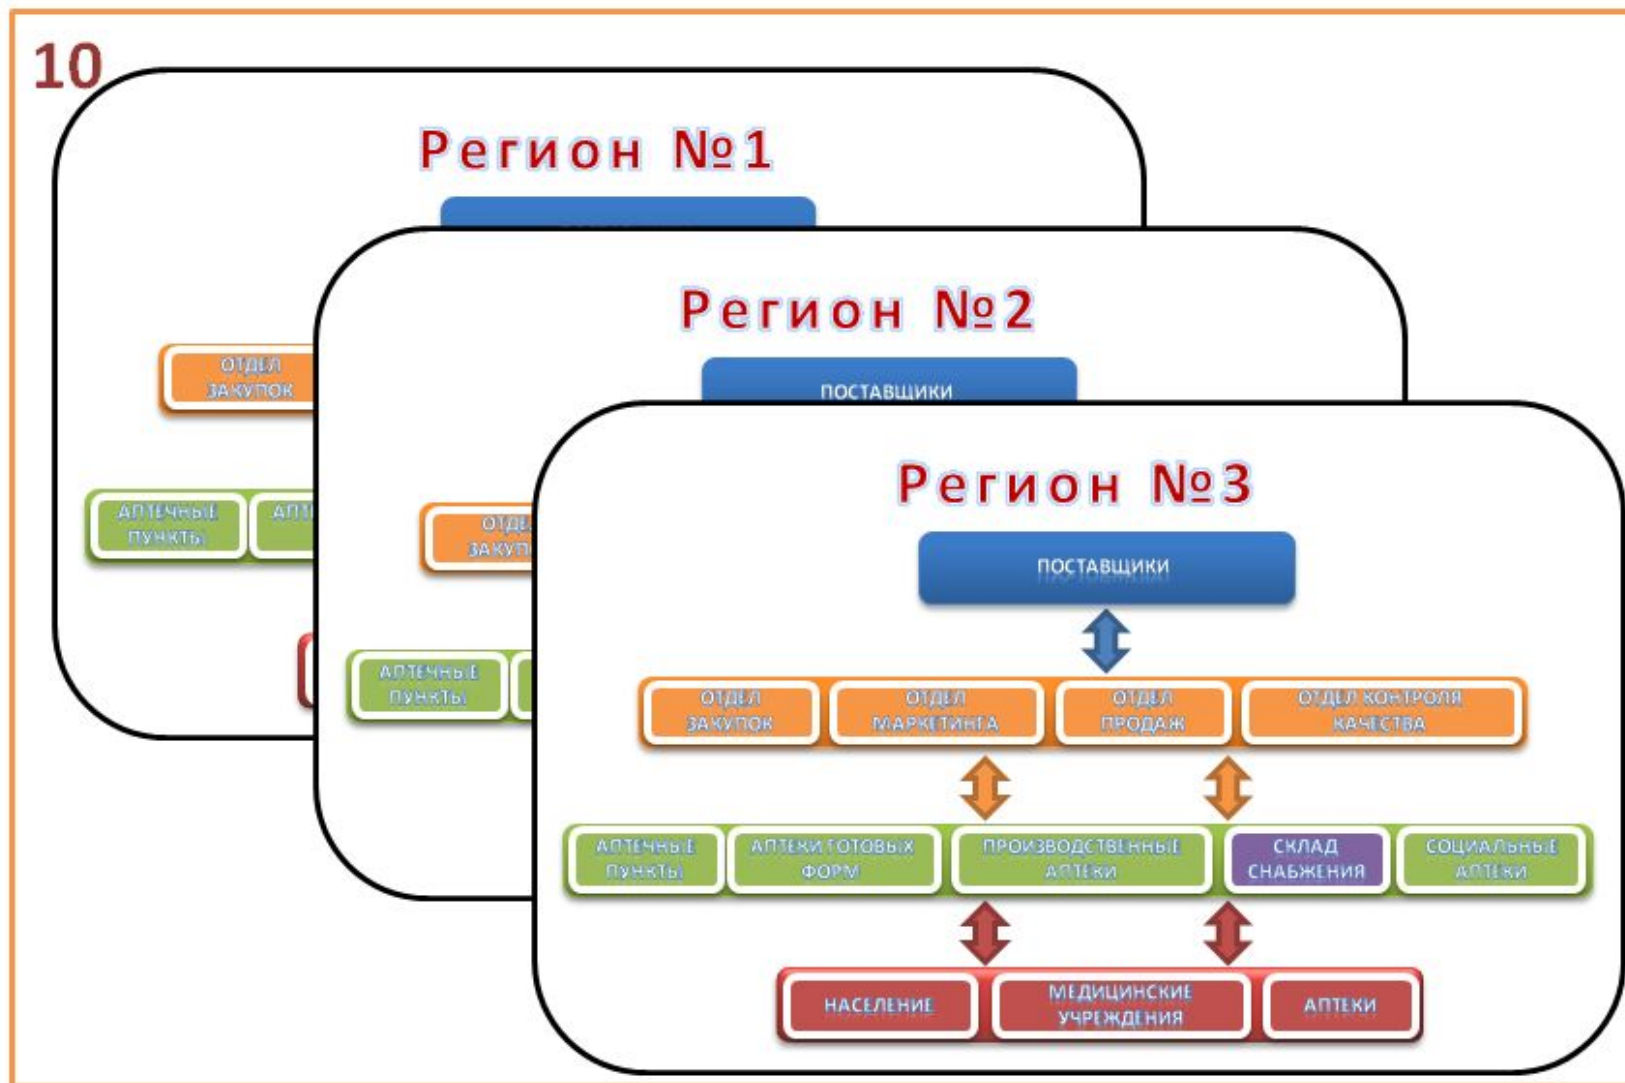 10
Регион №1
ОТДЕЛ
ЗАКУПОК
АПТЕЧНЫЕ
ПУНКТЫ
Регион №2
ПОСТАВЩИКИ
ОТДЕ
ЗАКУП
АПТЕЧНЫЕ
ПУНКТЫ
Регион №3
ПОСТАВЩИКИ
ОТДЕЛ
ЗАКУПОК
ОТДЕЛ
МАРКЕТИНГА
ОТДЕЛ
ПРОДАЖ
ОТДЕЛ КОНТРОЛЯ
КАЧЕСТВА
АПТЕЧНЫЕ
ПУНКТЫ
АПТЕКИ ГОТОВЫХ
ФОРМ
ПРОИЗВОДСТВЕННЫЕ
АПТЕКИ
СКЛАД
СНАБЖЕНИЯ
СОЦИАЛЬНЫЕ
АПТЕКИ
НАСЕЛЕНИЕ
МЕДИЦИНСКИЕ
УЧРЕЖДЕНИЯ
АПТЕКИ